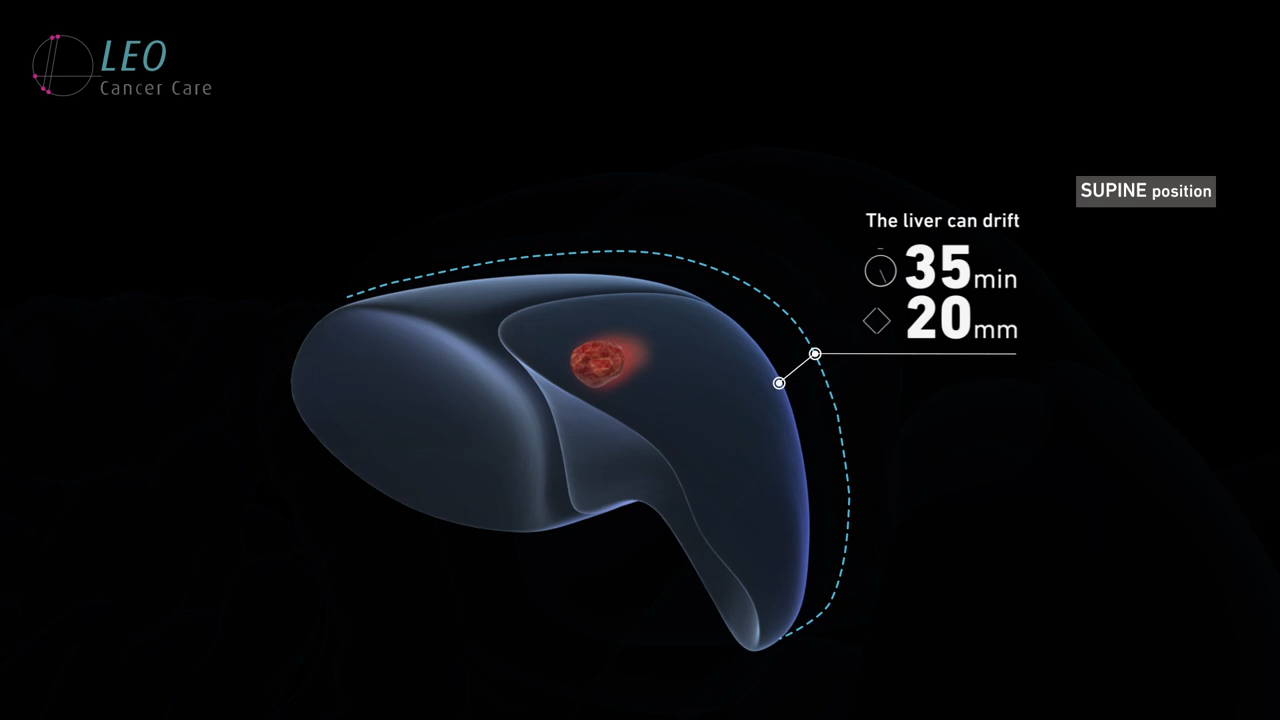 LEO
Cancer Care
SUPINE position
The liver can drift
35min
20mm